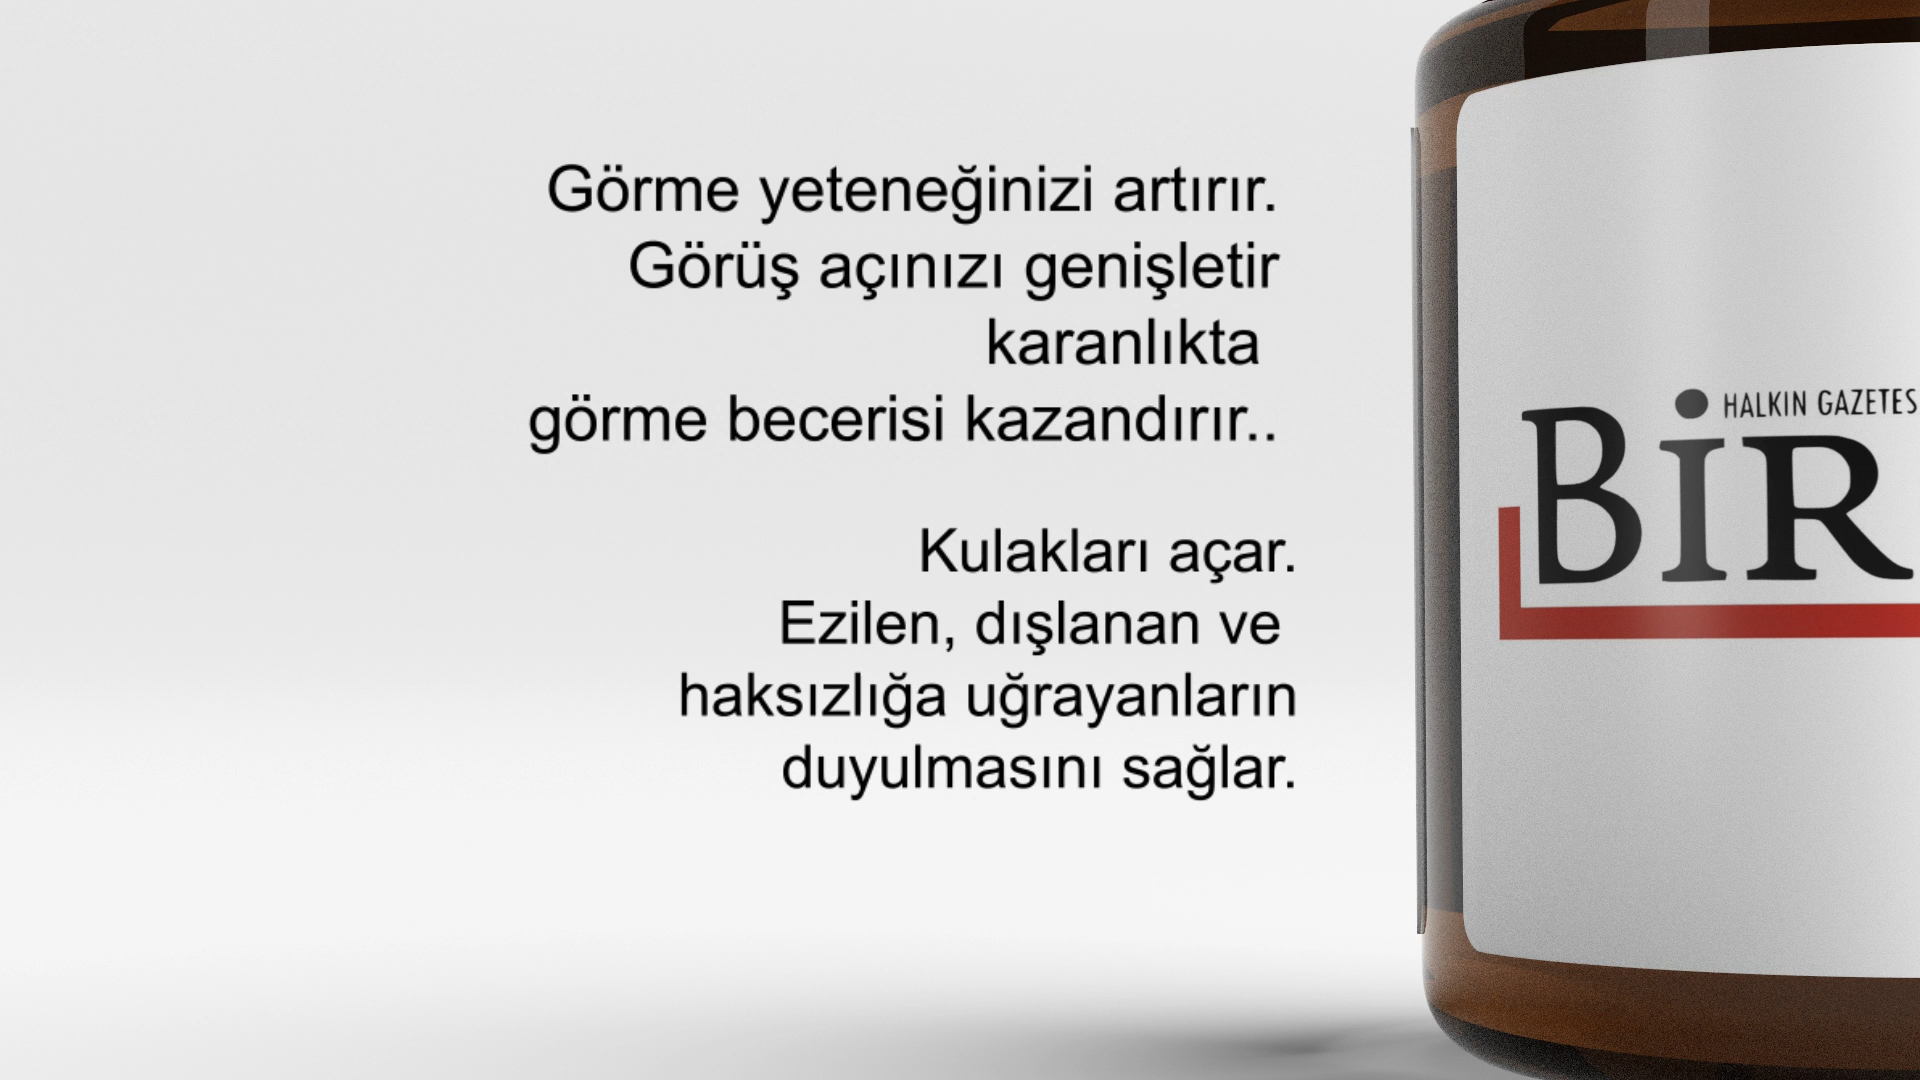 Görme yeteneğinizi artırır.
Görüş açınızı genişletir
karanlıkta
görme becerisi kazandırır..
Kulakları açar.
Ezilen, dışlanan ve
haksızlığa uğrayanların
duyulmasını sağlar.
HALKIN GAZETES
BİR